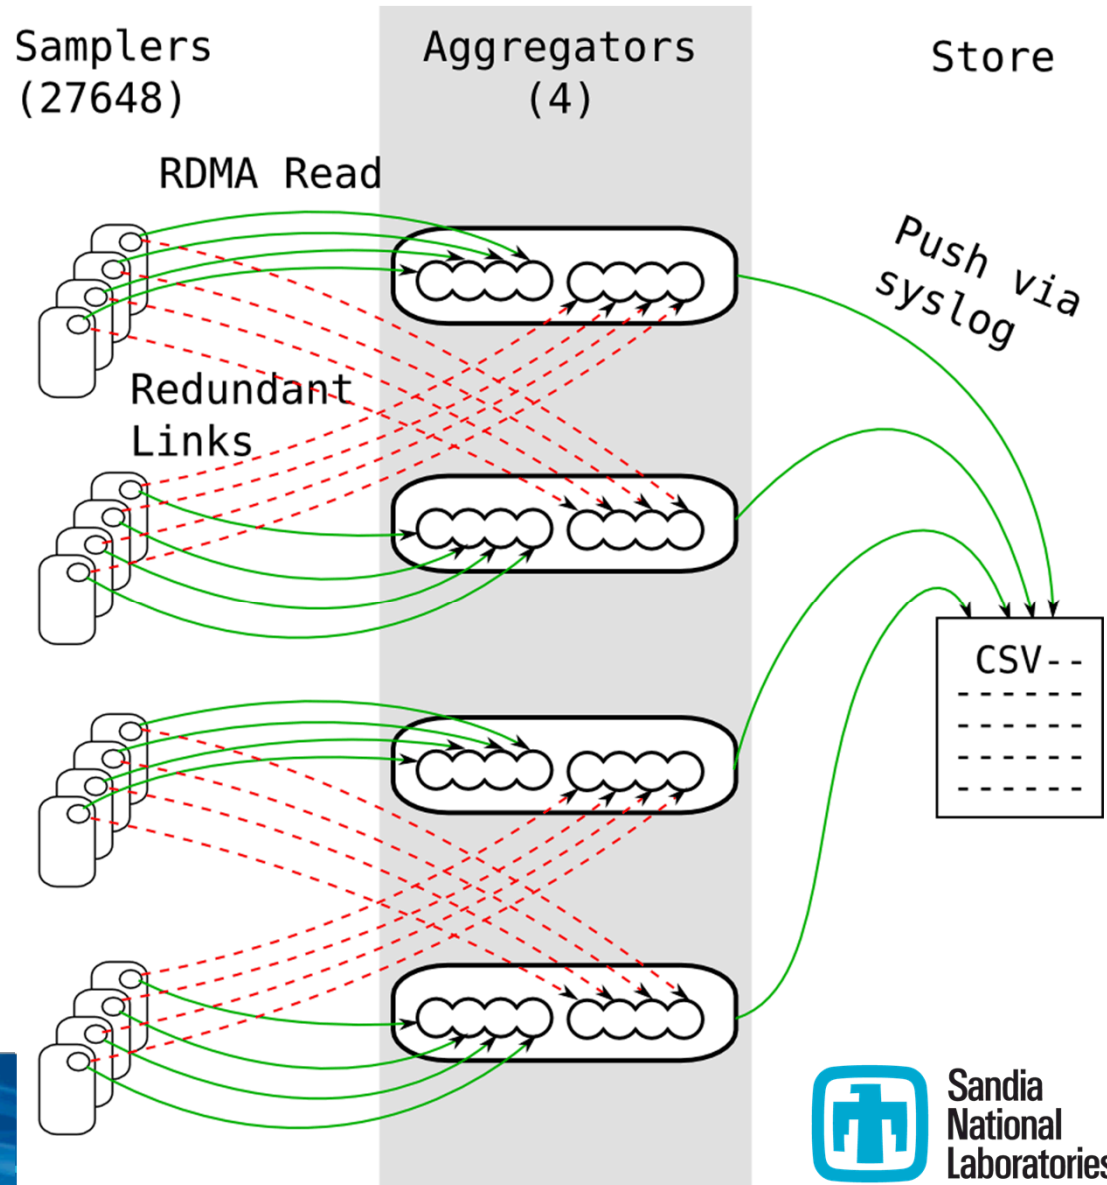 Samplers
(27648)
Aggregators
(4)
Store
RDMA Read
Push via
syslog
Redundant
Links
CSV--
------
------
------
------
Sandia
National
Laboratories